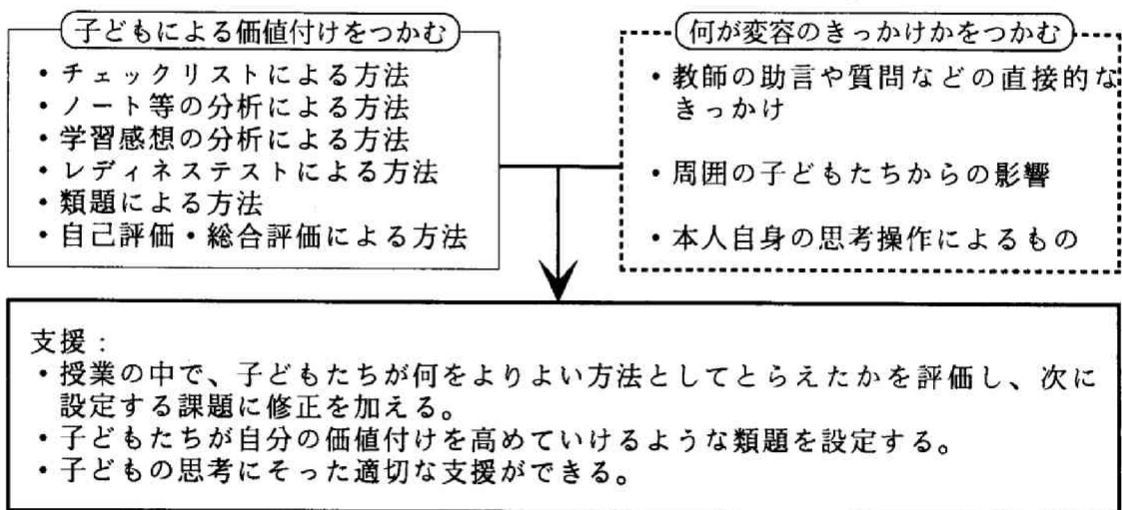 子どもによる価値付けをつかむ
・チェックリストによる方法
・ノート等の分析による方法
・学習感想の分析による方法
・レディネステストによる方法
・類題による方法
・自己評価・総合評価による方法
何が変容のきっかけかをつかむ
・教師の助言や質問などの直接的な
きっかけ
・周囲の子どもたちからの影響
・本人自身の思考操作によるもの
支援：
・授業の中で、子どもたちが何をよりよい方法としてとらえたかを評価し、次に
設定する課題に修正を加える。
・子どもたちが自分の価値付けを高めていけるような類題を設定する。
・子どもの思考にそった適切な支援ができる。